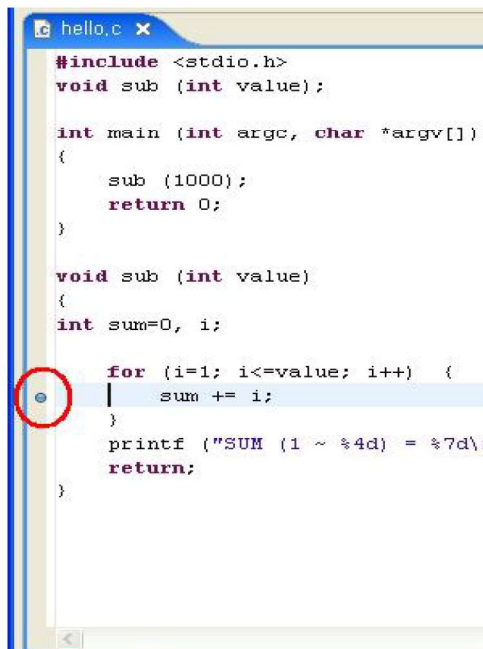 hello.c
#include <stdio.h>
void sub (int value);
int main (int argc, char *argv[])
{
sub (1000);
return 0;
}
void sub (int value)
{
int sum=0, i;
for (i=1; i<=value; i++) {
sum += i;
}
printf ("SUM (1 ~ %4d) = %7d\
return;
}